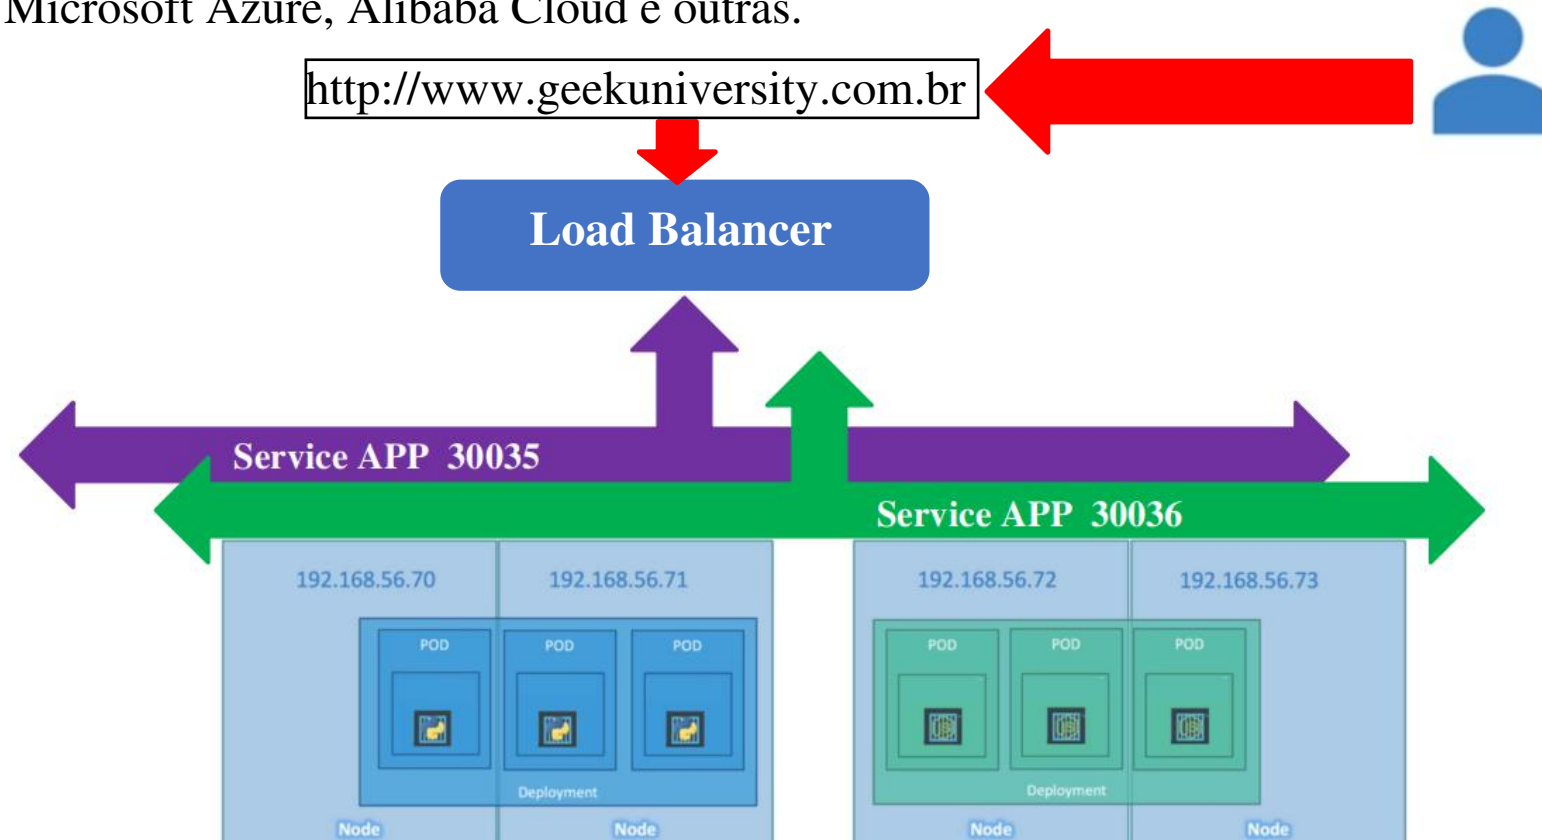 Microsoft Azure, Alibaba Cloud e outras.
http://www.geekuniversity.com.br
Load Balancer
Service APP 30035
Service APP 30036
192.168.56.70
192.168.56.71
192.168.56.72
192.168.56.73
POD
POD
POD
POD
POD
POD
Deployment
Deployment
Node
Node
Node
Node